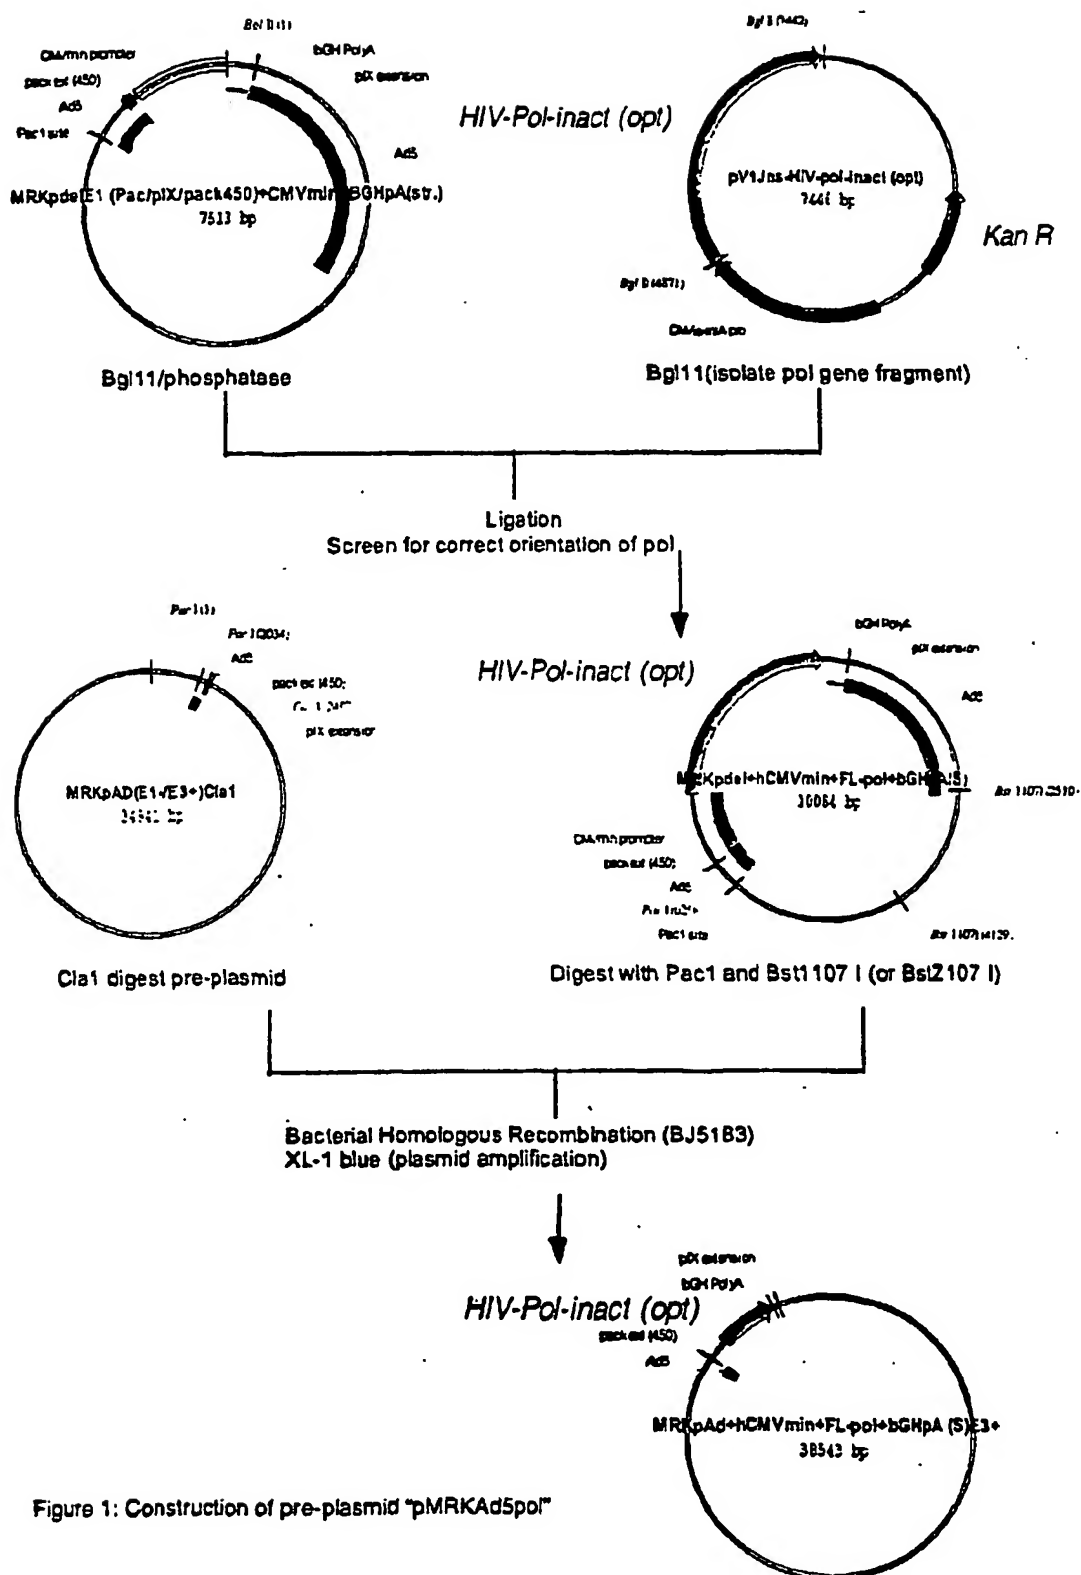 Bgl II(1)
CMVmin promoter
bGH PolyA
pack ext (450)
pIX extension
Ad5
Pac1 site
Ad5
MRKpdelE1 (Pac/pIX/pack450)+CMVmin BGHpA(str.)
7513 bp
Bgl11/phosphatase
HIV-Pol-inact (opt)
pV1Jns-HIV-pol-inact (opt)
bp
Kan R
Bgl11(isolate pol gene fragment)
Ligation
Screen for correct orientation of pol
Ad5
pack ext (450)
pIX extension
MRKpAD(E1-/E3+)Cla1
bp
Cla1 digest pre-plasmid
HIV-Pol-inact (opt)
bGH PolyA
pIX extension
Ad5
MRKpdel+hCMVmin+FL-pol+bGHpA(S)
bp
CMVmin promoter
pack ext (450)
Ad5
Pac1 site
Digest with Pac1 and Bst1107 I (or BstZ107 I)
Bacterial Homologous Recombination (BJ5183)
XL-1 blue (plasmid amplification)
pIX extension
bGH PolyA
HIV-Pol-inact (opt)
pack ext (450)
Ad5
MRKpAd+hCMVmin+FL-pol+bGHpA (S)E3+
38543 bp
Figure 1: Construction of pre-plasmid "pMRKAd5pol"